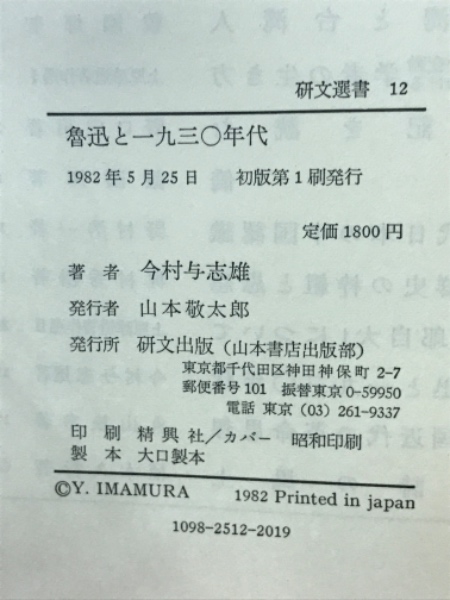 研文選書 12
魯迅と一九三〇年代
1982年5月25日 初版第1刷発行
定価1800円
著者 今村与志雄
発行者 山本敬太郎
発行所 研文出版 (山本書店出版部)
東京都千代田区神田神保町 2-7
郵便番号101 振替東京 0-59950
電話 東京 (03) 261-9337
印刷 精興社／カバー 昭和印刷
製本 大口製本
©Y. IMAMURA 1982 Printed in japan
1098-2512-2019